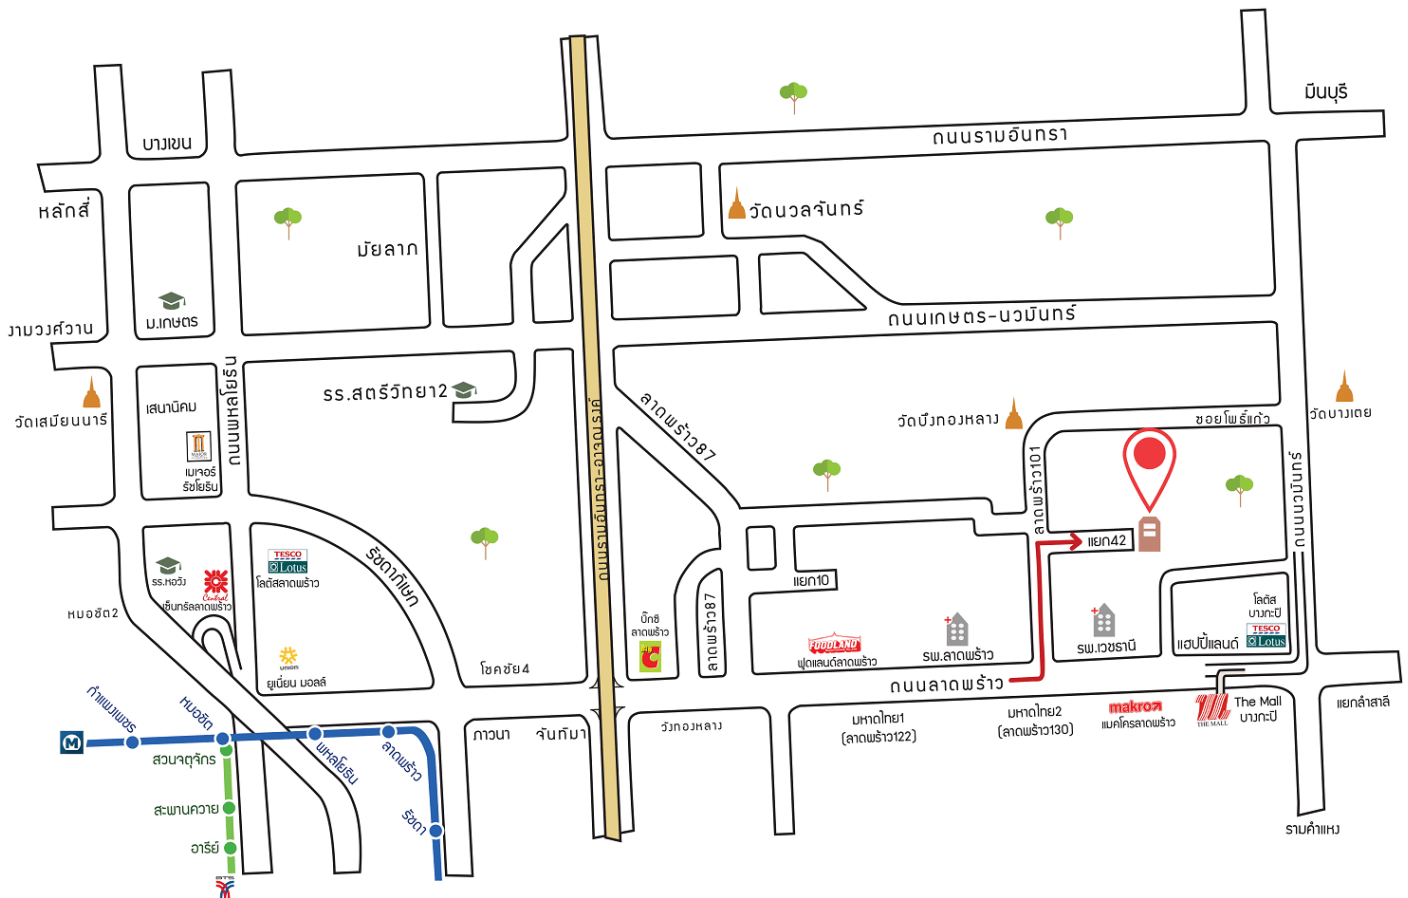 มีนบุรี
บางเขน
ถนนรามอินทรา
หลักสี่
วัดนวลจันทร์
มัยลาภ
ม.เกษตร
งามวงศ์วาน
ถนนเกษตร-นวมินทร์
ถนนพหลโยธิน
รร.สตรีวิทยา2
วัดเสมียนนารี
เสนานิคม
MAJOR
เมเจอร์
รัชโยธิน
ถนนรามอินทรา-อาจณรงค์
ลาดพร้าว87
วัดบึงทองหลาง
ซอยโพธิ์แก้ว
วัดบางเตย
ลาดพร้าว101
ถนนนวมินทร์
แยก42
รัชดาภิเษก
รร.หอวัง
Central
เซ็นทรัลลาดพร้าว
TESCO
Lotus
โลตัสลาดพร้าว
หมอชิต2
UNION
ยูเนี่ยน มอลล์
แยก10
ลาดพร้าว87
บิ๊กซี
ลาดพร้าว
C
FOODLAND
ฟูดแลนด์ลาดพร้าว
รพ.ลาดพร้าว
รพ.เวชธานี
โลตัส
บางกะปิ
TESCO
Lotus
แฮปปี้แลนด์
โชคชัย4
ถนนลาดพร้าว
กำแพงเพชร
หมอชิต
M
สวนจตุจักร
พหลโยธิน
ลาดพร้าว
รัชดา
สะพานควาย
อารีย์
BTS
ภาวนา
จันทิมา
วังทองหลาง
มหาดไทย1
(ลาดพร้าว122)
มหาดไทย2
(ลาดพร้าว130)
makro
แมคโครลาดพร้าว
THE MALL
The Mall
บางกะปิ
แยกลำสาลี
รามคำแหง